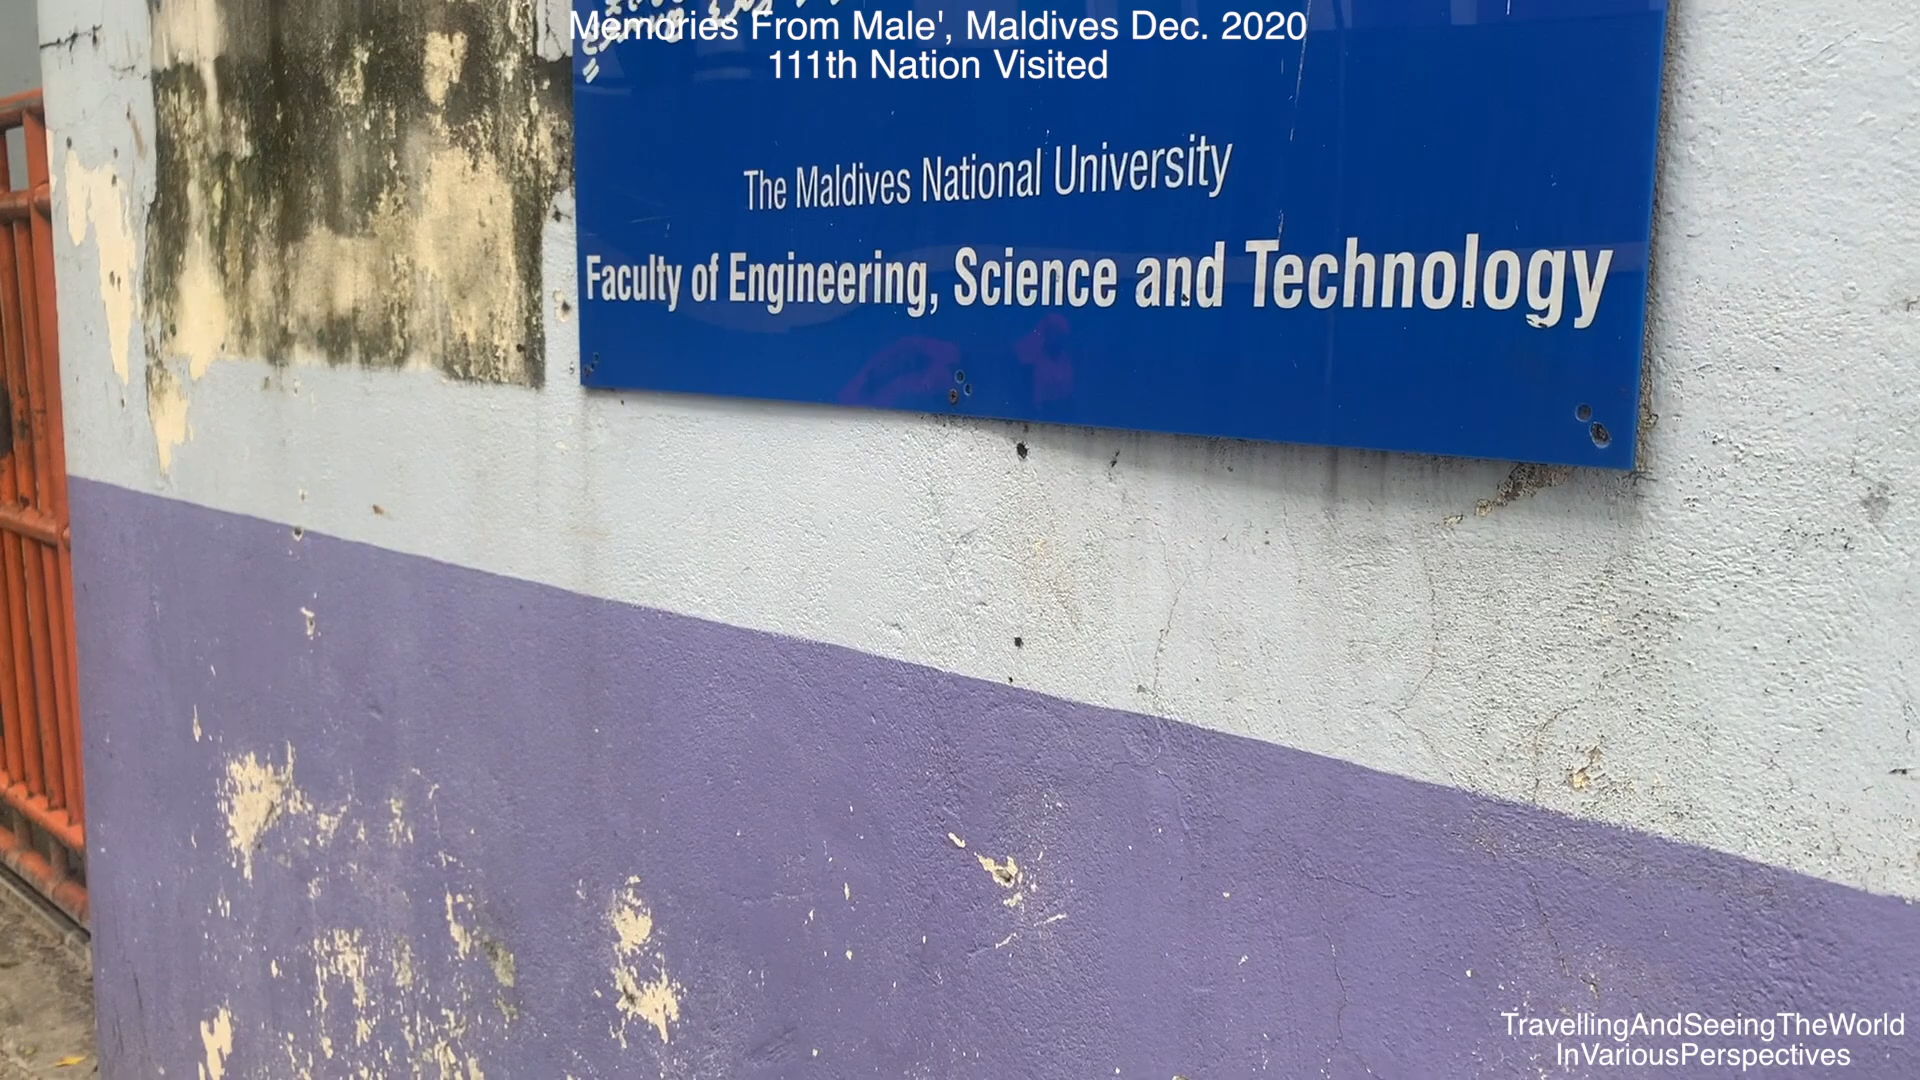 Memories From Male', Maldives Dec. 2020
111th Nation Visited
The Maldives National University
Faculty of Engineering, Science and Technology
TravellingAndSeeingTheWorld
InVariousPerspectives